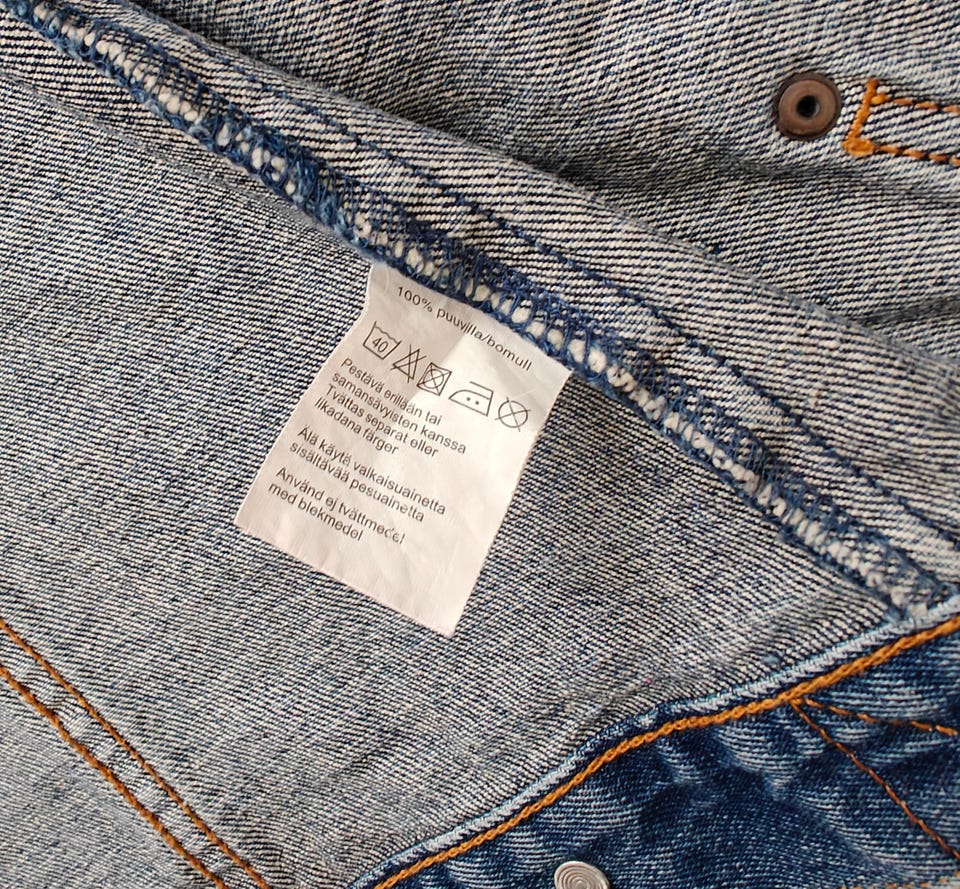 100% puuvilla/bomull
40
Pestävä erillään tai
samansävyisten kanssa
Tvättas separat eller
likadana färger
Älä käytä valkaisuainetta
sisältävää pesuainetta
Använd ej tvättmedel
med blekmedel